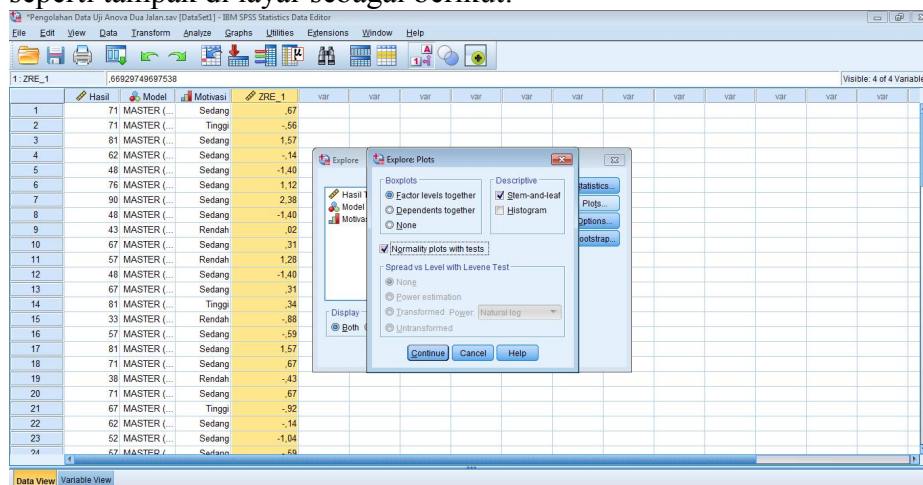 seperti tampak di layar sebagai berikut.
*Pengolahan Data Uji Anova Dua Jalan.sav [DataSet1] - IBM SPSS Statistics Data Editor
File Edit View Data Transform Analyze Graphs Utilities Extensions Window Help
1 : ZRE_1 ,66929749697538 Visible: 4 of 4 Variable
Hasil Model Motivasi ZRE_1 var var var var var var var var var var var
1 71 MASTER (... Sedang ,67
2 71 MASTER (... Tinggi -,56
3 81 MASTER (... Sedang 1,57
4 62 MASTER (... Sedang -,14
5 48 MASTER (... Sedang -1,40
6 76 MASTER (... Sedang 1,12
7 90 MASTER (... Sedang 2,38
8 48 MASTER (... Sedang -1,40
9 43 MASTER (... Rendah ,02
10 67 MASTER (... Sedang ,31
11 57 MASTER (... Rendah 1,28
12 48 MASTER (... Sedang -1,40
13 67 MASTER (... Sedang ,31
14 81 MASTER (... Tinggi ,34
15 33 MASTER (... Rendah -,88
16 57 MASTER (... Sedang -,59
17 81 MASTER (... Sedang 1,57
18 71 MASTER (... Sedang ,67
19 38 MASTER (... Rendah -,43
20 71 MASTER (... Sedang ,67
21 67 MASTER (... Tinggi -,92
22 62 MASTER (... Sedang -,14
23 52 MASTER (... Sedang -1,04
24 57 MASTER (... Sedang -,59
Explore
Hasil
Model
Motivas
Display
Both
Statistics...
Plots...
Options...
Bootstrap...
Explore: Plots
Boxplots
Factor levels together
Dependents together
None
Descriptive
Stem-and-leaf
Histogram
Normality plots with tests
Spread vs Level with Levene Test
None
Power estimation
Transformed Power: Natural log
Untransformed
Continue Cancel Help
Data View Variable View